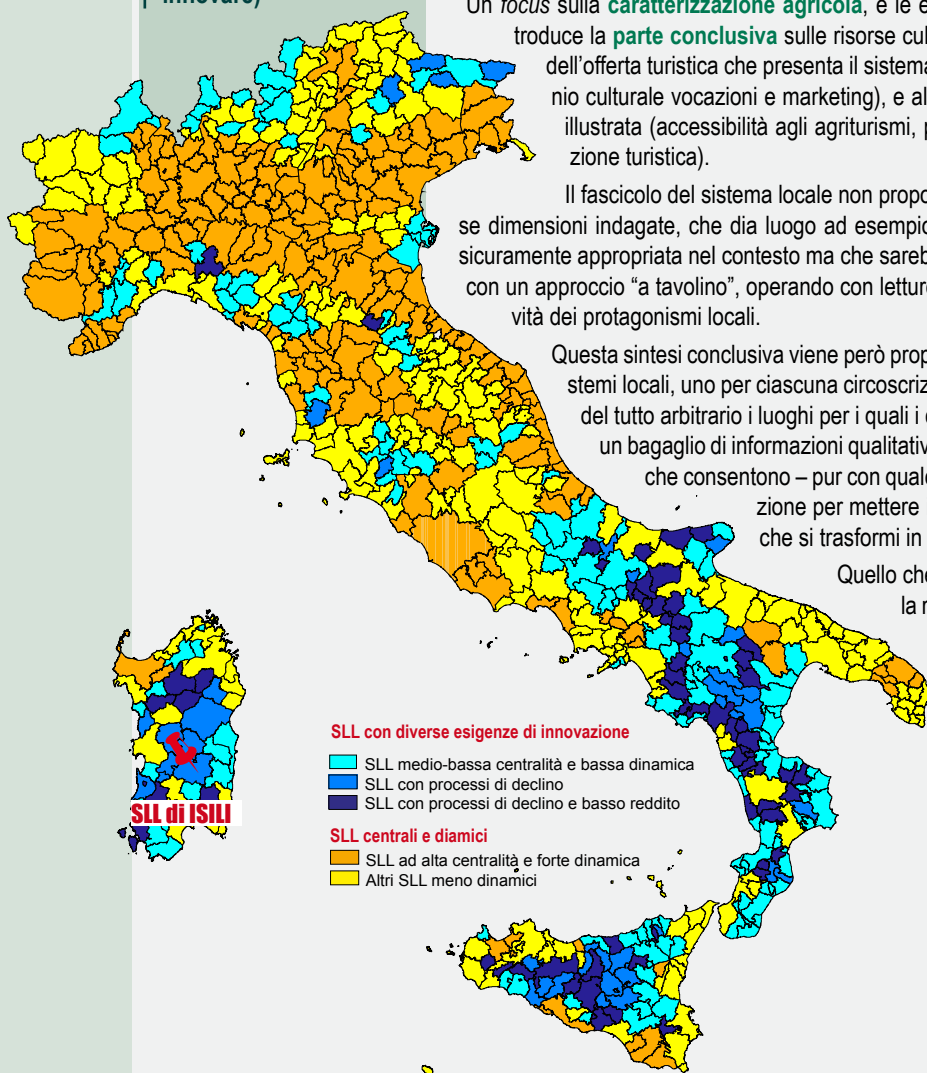 innovare)
Un focus sulla caratterizzazione agricola, e le e
troduce la parte conclusiva sulle risorse cul
dell’offerta turistica che presenta il sistema
nio culturale vocazioni e marketing), e al
illustrata (accessibilità agli agriturismi, p
zione turistica).
Il fascicolo del sistema locale non propo
se dimensioni indagate, che dia luogo ad esempio
sicuramente appropriata nel contesto ma che sareb
con un approccio “a tavolino”, operando con letture
vità dei protagonismi locali.
Questa sintesi conclusiva viene però prop
stemi locali, uno per ciascuna circoscriz
del tutto arbitrario i luoghi per i quali i
un bagaglio di informazioni qualitativ
che consentono – pur con qualc
zione per mettere
che si trasformi in
Quello che
la r
SLL con diverse esigenze di innovazione
SLL medio-bassa centralità e bassa dinamica
SLL con processi di declino
SLL con processi di declino e basso reddito
SLL centrali e diamici
SLL ad alta centralità e forte dinamica
Altri SLL meno dinamici
SLL di ISILI